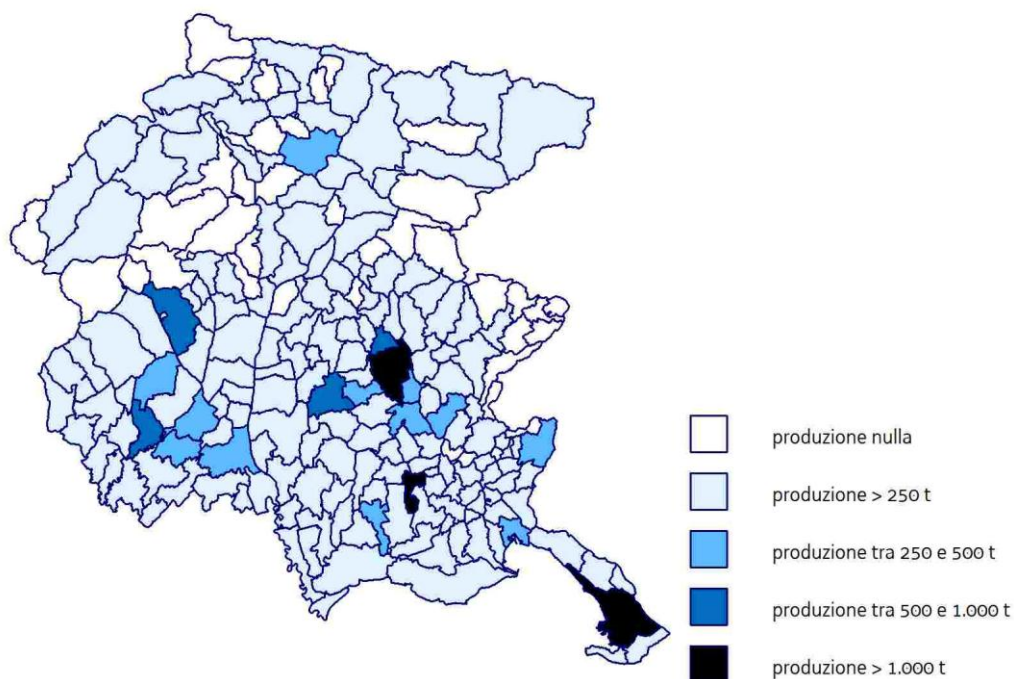 produzione nulla
produzione > 250 t
produzione tra 250 e 500 t
produzione tra 500 e 1.000 t
produzione > 1.000 t